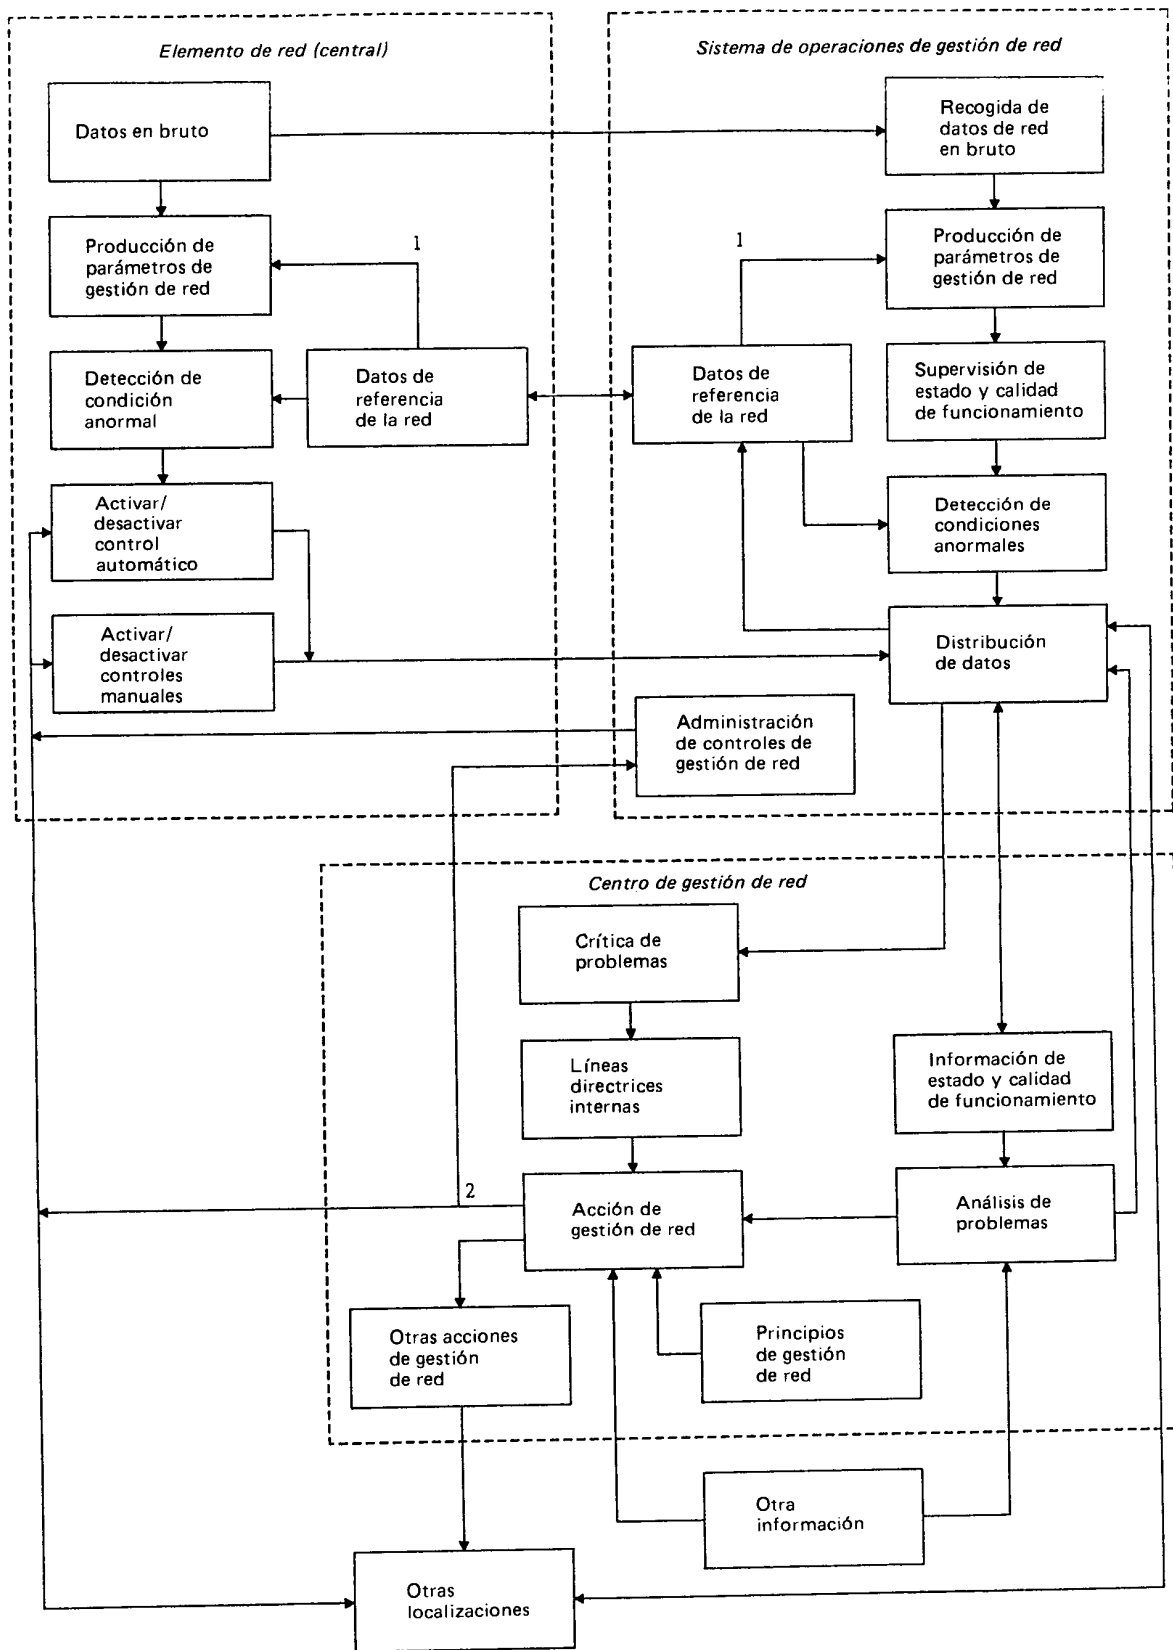 Elemento de red (central)
Datos en bruto
Producción de
parámetros de
gestión de red
1
Detección de
condición
anormal
Datos de
referencia
de la red
Activar/
desactivar
control
automático
Activar/
desactivar
controles
manuales
Sistema de operaciones de gestión de red
Recogida de
datos de red
en bruto
1
Producción de
parámetros de
gestión de red
Datos de
referencia
de la red
Supervisión de
estado y calidad
de funcionamiento
Detección de
condiciones
anormales
Distribución
de datos
Administración
de controles de
gestión de red
Centro de gestión de red
Crítica de
problemas
Líneas
directrices
internas
Información de
estado y calidad
de funcionamiento
2
Acción de
gestión de red
Análisis de
problemas
Otras acciones
de gestión
de red
Principios
de gestión
de red
Otra
información
Otras
localizaciones